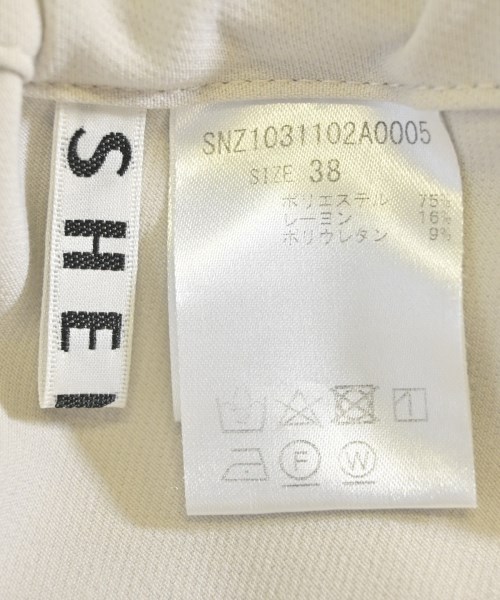 SHE
SNZ1031102A0005
SIZE 38
ポリエステル 75%
レーヨン 16%
ポリウレタン 9%
F
W